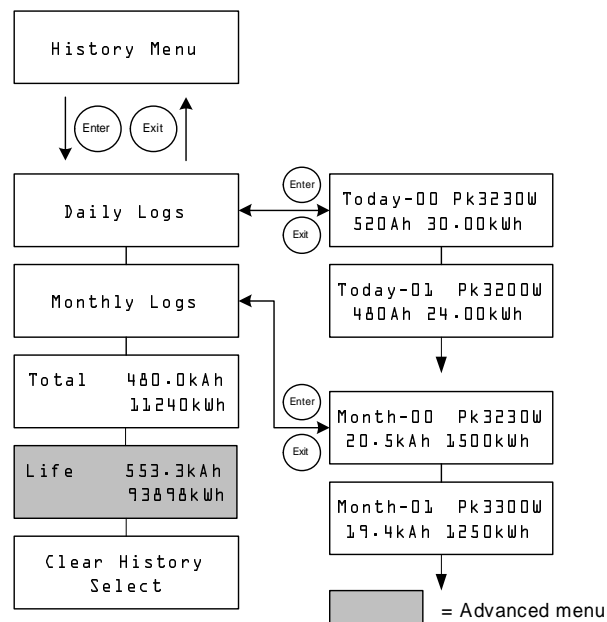 History Menu
Enter
Exit
Daily Logs
Monthly Logs
Total 480.0kAh
11240kWh
Life 553.3kAh
93898kWh
Clear History
Select
Enter
Exit
Today-00 Pk3230W
520Ah 30.00kWh
Today-01 Pk3200W
480Ah 24.00kWh
Enter
Exit
Month-00 Pk3230W
20.5kAh 1500kWh
Month-01 Pk3300W
19.4kAh 1250kWh
= Advanced menu